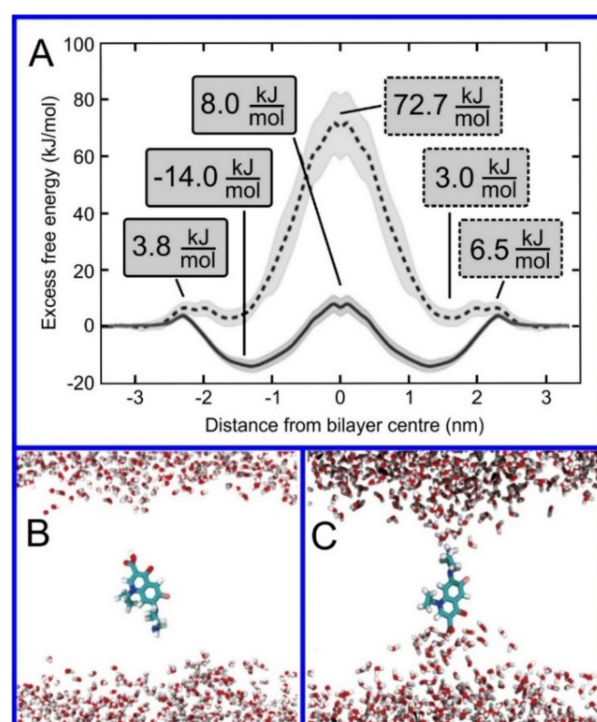 A
Excess free energy (kJ/mol)
100
80
60
40
20
0
-20
8.0 kJ/mol
72.7 kJ/mol
-14.0 kJ/mol
3.0 kJ/mol
3.8 kJ/mol
6.5 kJ/mol
-3 -2 -1 0 1 2 3
Distance from bilayer centre (nm)
B
C